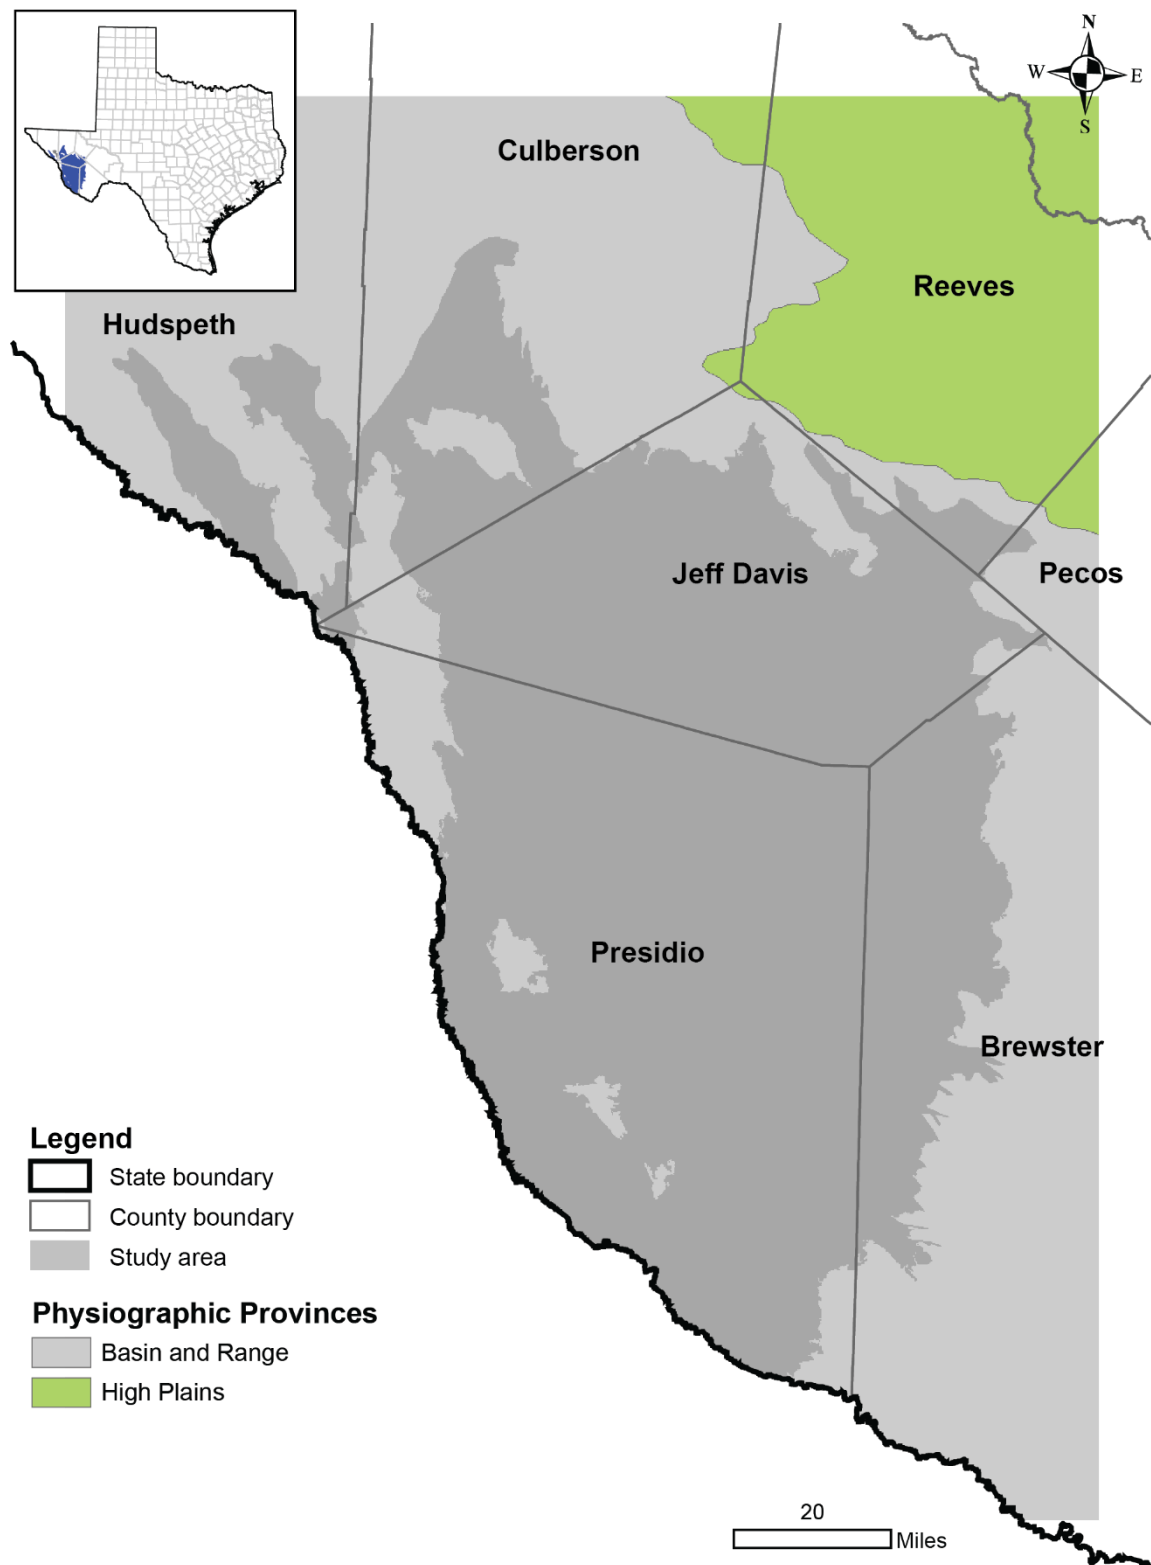 N
W E
S
Culberson
Reeves
Hudspeth
Jeff Davis
Pecos
Presidio
Brewster
Legend
State boundary
County boundary
Study area
Physiographic Provinces
Basin and Range
High Plains
20
Miles